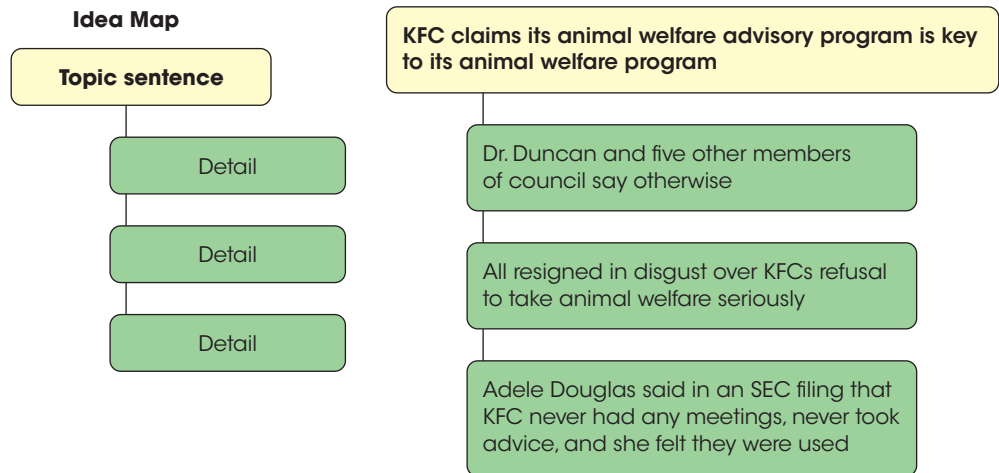 Idea Map
Topic sentence
Detail
Detail
Detail
KFC claims its animal welfare advisory program is key
to its animal welfare program
Dr. Duncan and five other members
of council say otherwise
All resigned in disgust over KFCs refusal
to take animal welfare seriously
Adele Douglas said in an SEC filing that
KFC never had any meetings, never took
advice, and she felt they were used